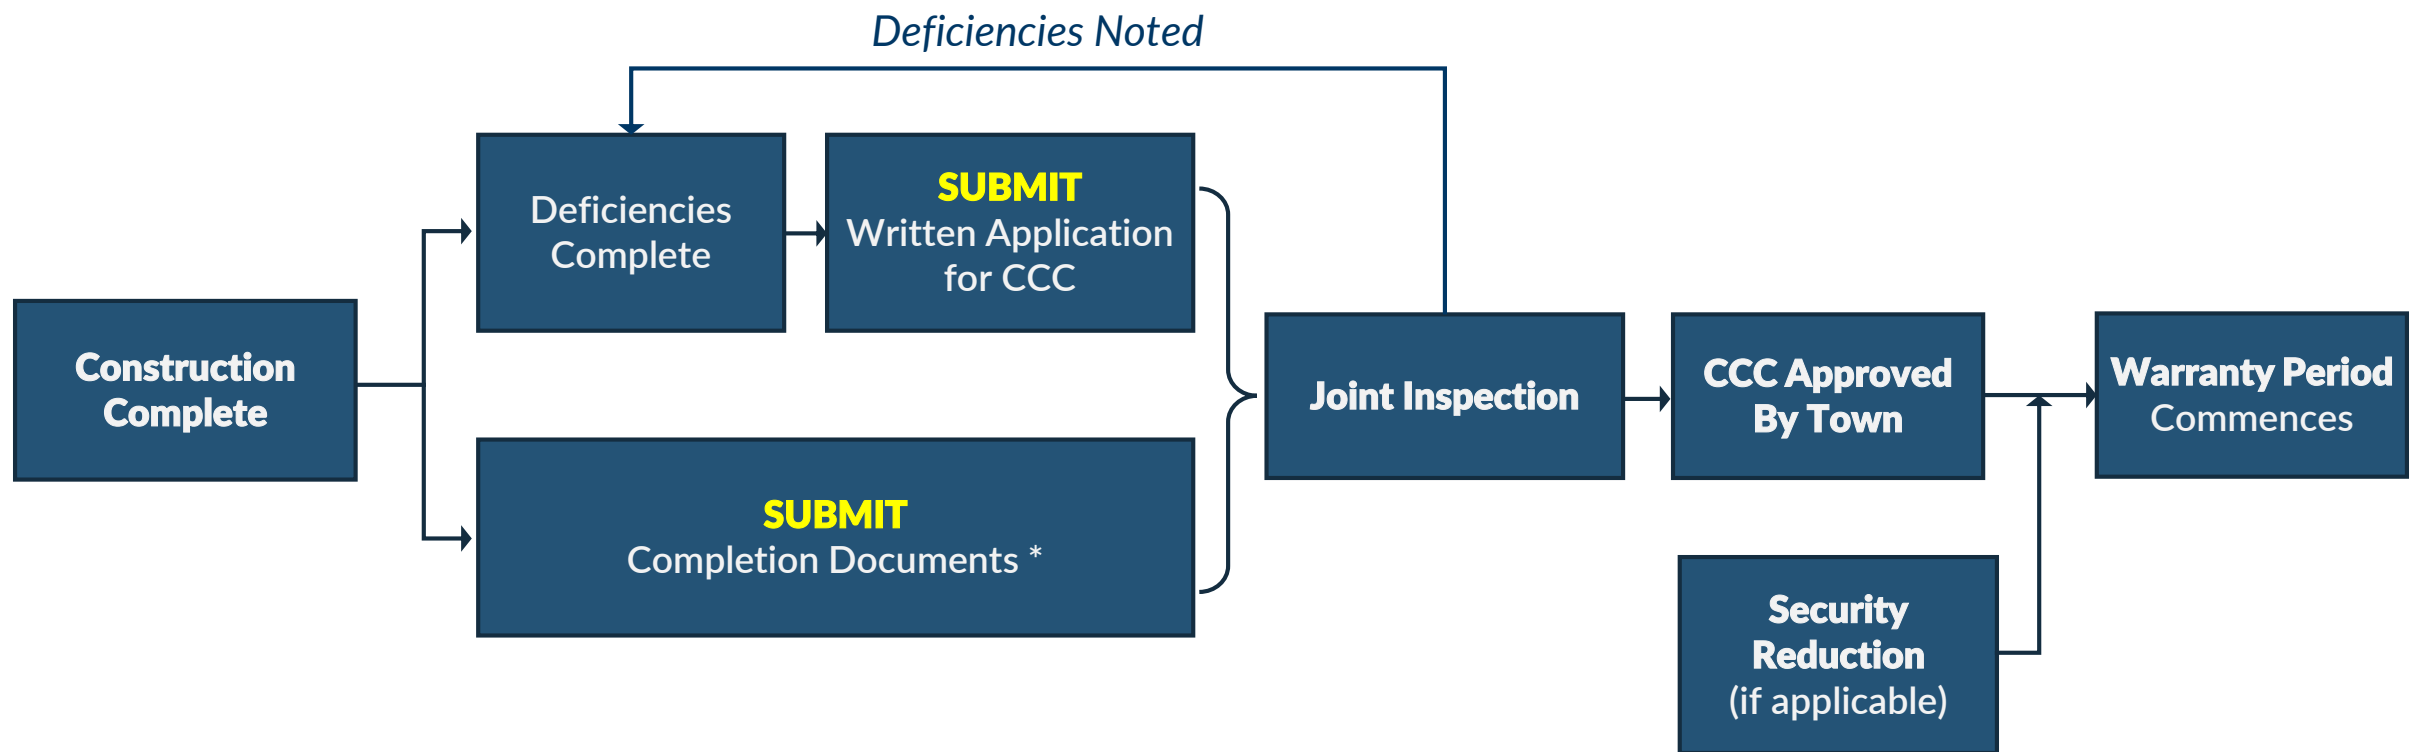 Deficiencies Noted
Deficiencies
Complete
SUBMIT
Written Application
for CCC
Construction
Complete
SUBMIT
Completion Documents *
Joint Inspection
CCC Approved
By Town
Warranty Period
Commences
Security
Reduction
(if applicable)